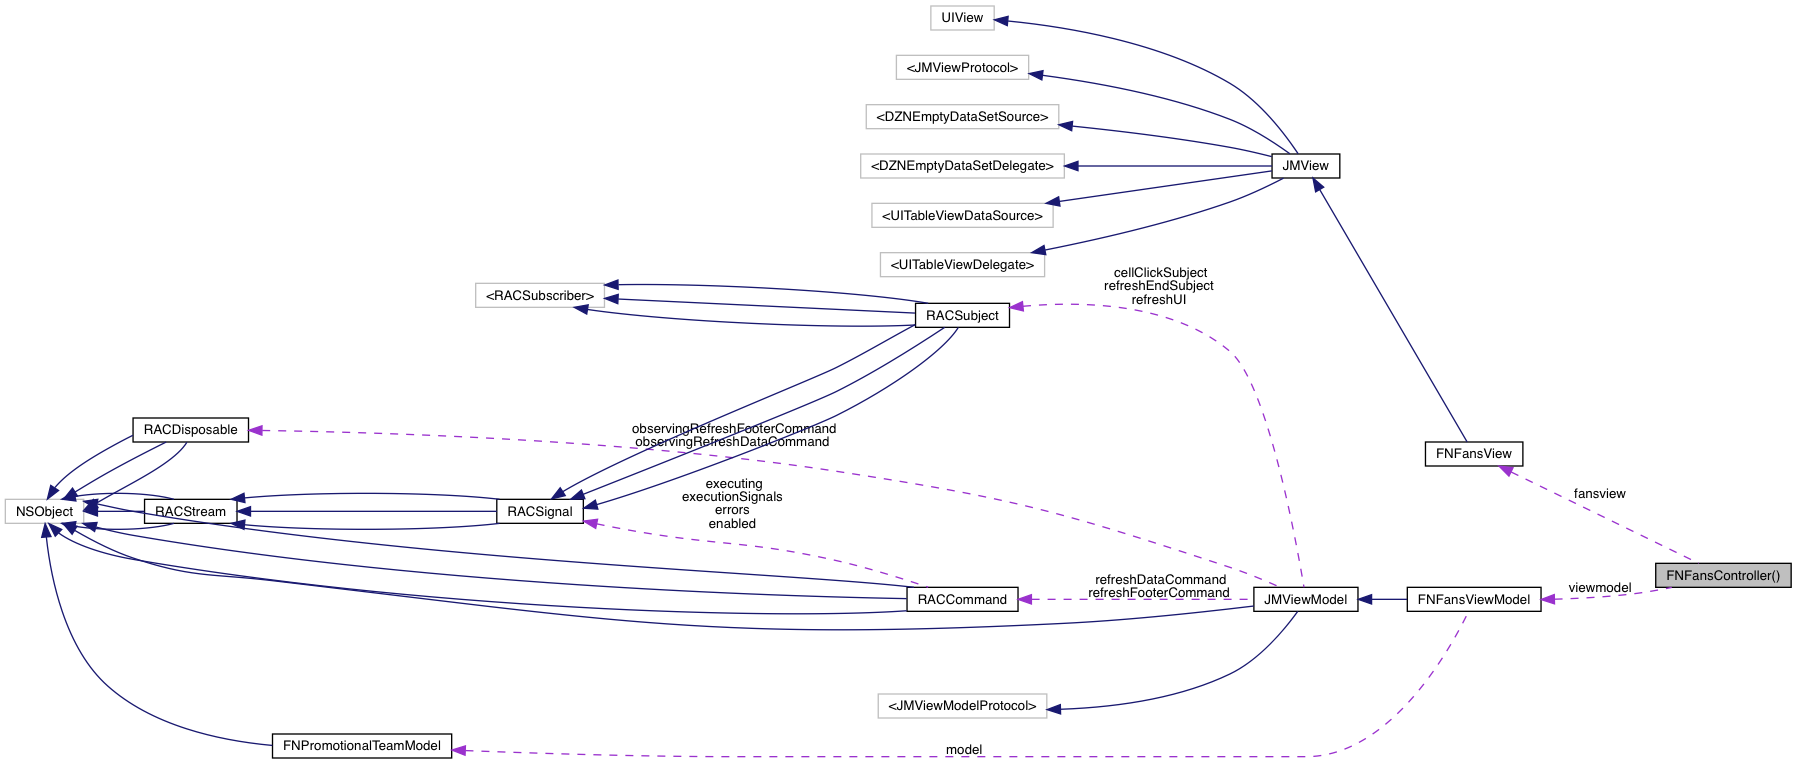 UIView
<JMViewProtocol>
<DZNEmptyDataSetSource>
<DZNEmptyDataSetDelegate>
JMView
<UITableViewDataSource>
<UITableViewDelegate>
cellClickSubject
refreshEndSubject
refreshUI
<RACSubscriber>
RACSubject
RACDisposable
observingRefreshFooterCommand
observingRefreshDataCommand
FNFansView
executing
executionSignals
errors
enabled
fansview
NSObject
RACStream
RACSignal
FNFansController()
refreshDataCommand
refreshFooterCommand
viewmodel
RACCommand
JMViewModel
FNFansViewModel
<JMViewModelProtocol>
FNPromotionalTeamModel
model